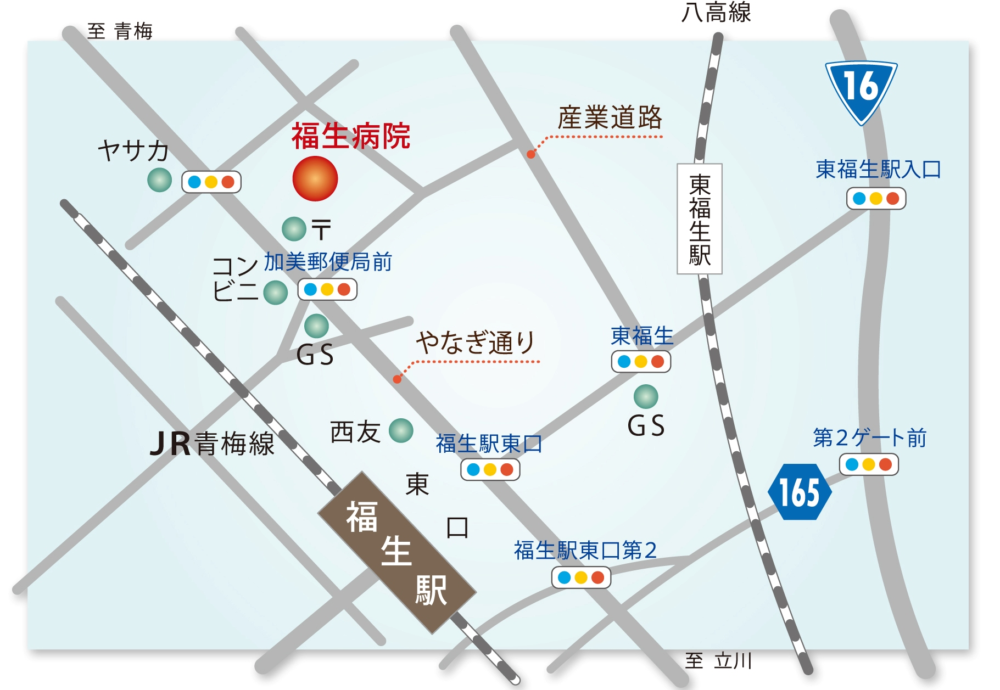 八高線
至 青梅
16
産業道路
福生病院
ヤサカ
東福生駅入口
東福生駅
〒
加美郵便局前
コン
ビニ
東福生
やなぎ通り
GS
GS
西友
JR青梅線
福生駅東口
第2ゲート前
東口
165
福生駅
福生駅東口第2
至 立川